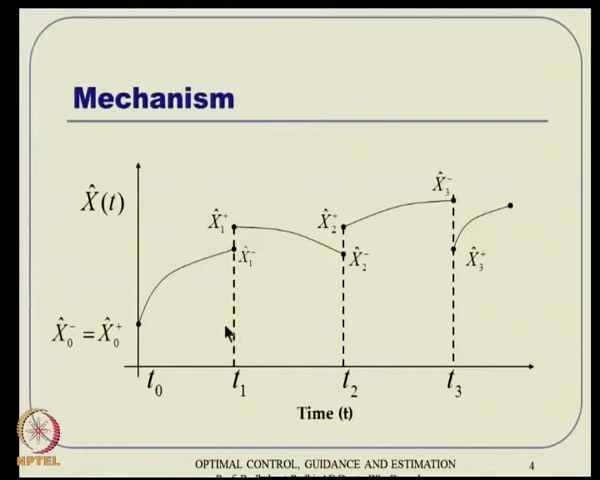 Mechanism
X̂(t)
X̂₁⁺
X̂₁⁻
X̂₂⁺
X̂₂⁻
X̂₃⁻
X̂₃⁺
X̂₀⁻ = X̂₀⁺
t₀ t₁ t₂ t₃
Time (t)
NPTEL
OPTIMAL CONTROL, GUIDANCE AND ESTIMATION 4